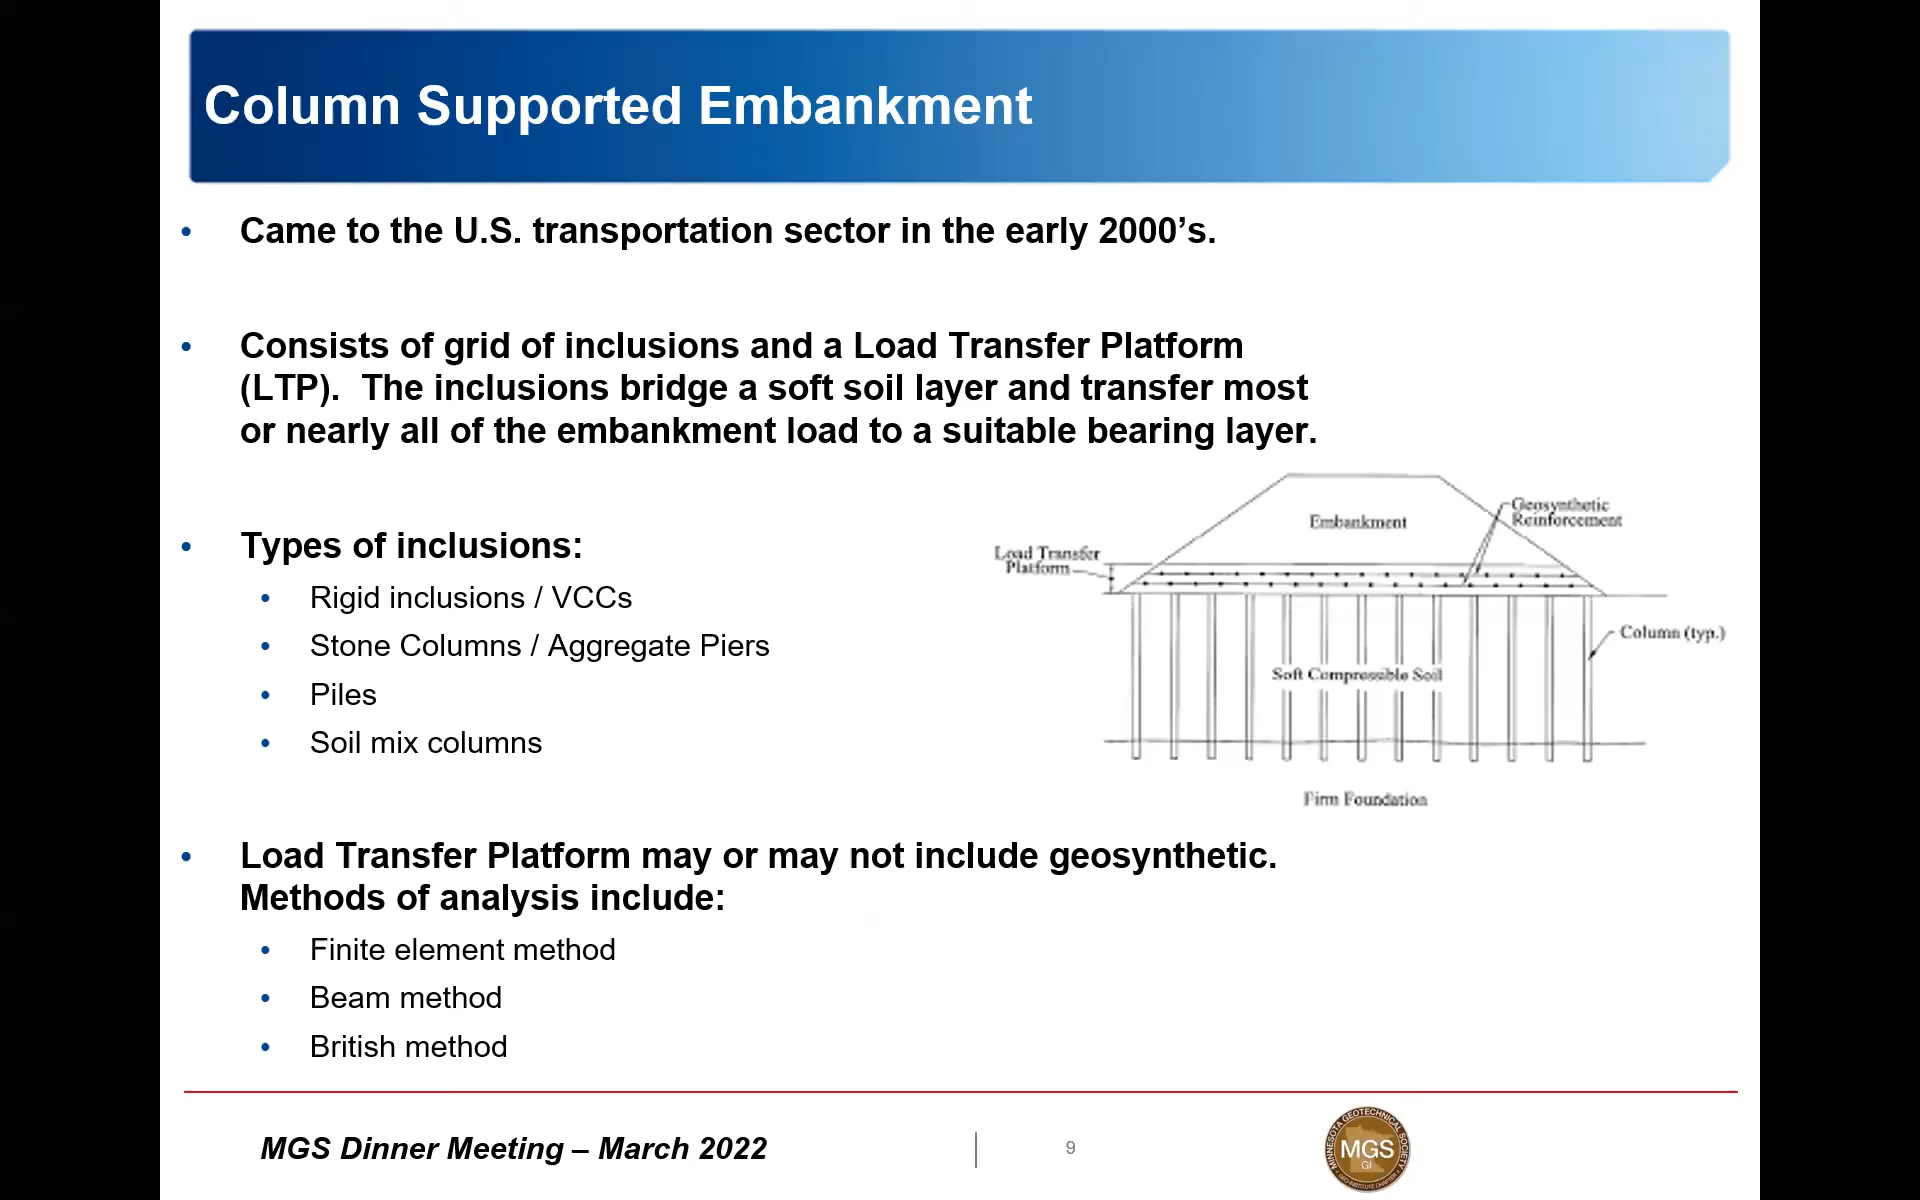 Column Supported Embankment
• Came to the U.S. transportation sector in the early 2000’s.
• Consists of grid of inclusions and a Load Transfer Platform
(LTP). The inclusions bridge a soft soil layer and transfer most
or nearly all of the embankment load to a suitable bearing layer.
• Types of inclusions:
• Rigid inclusions / VCCs
• Stone Columns / Aggregate Piers
• Piles
• Soil mix columns
Embankment
Geosynthetic
Reinforcement
Load Transfer
Platform
Column (typ.)
Soft Compressible Soil
Firm Foundation
• Load Transfer Platform may or may not include geosynthetic.
Methods of analysis include:
• Finite element method
• Beam method
• British method
MGS Dinner Meeting – March 2022
9
MINNESOTA GEOTECHNICAL SOCIETY
MGS
GI